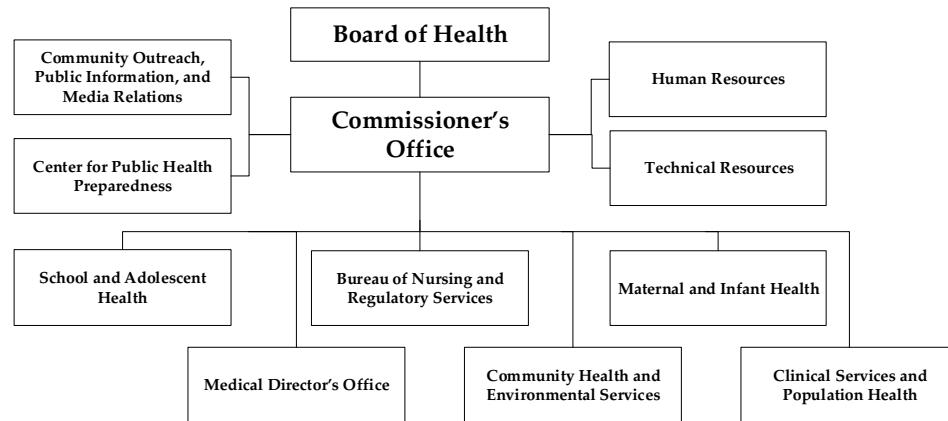 Board of Health
Community Outreach,
Public Information, and
Media Relations
Human Resources
Commissioner's
Office
Center for Public Health
Preparedness
Technical Resources
School and Adolescent
Health
Bureau of Nursing and
Regulatory Services
Maternal and Infant Health
Medical Director's Office
Community Health and
Environmental Services
Clinical Services and
Population Health